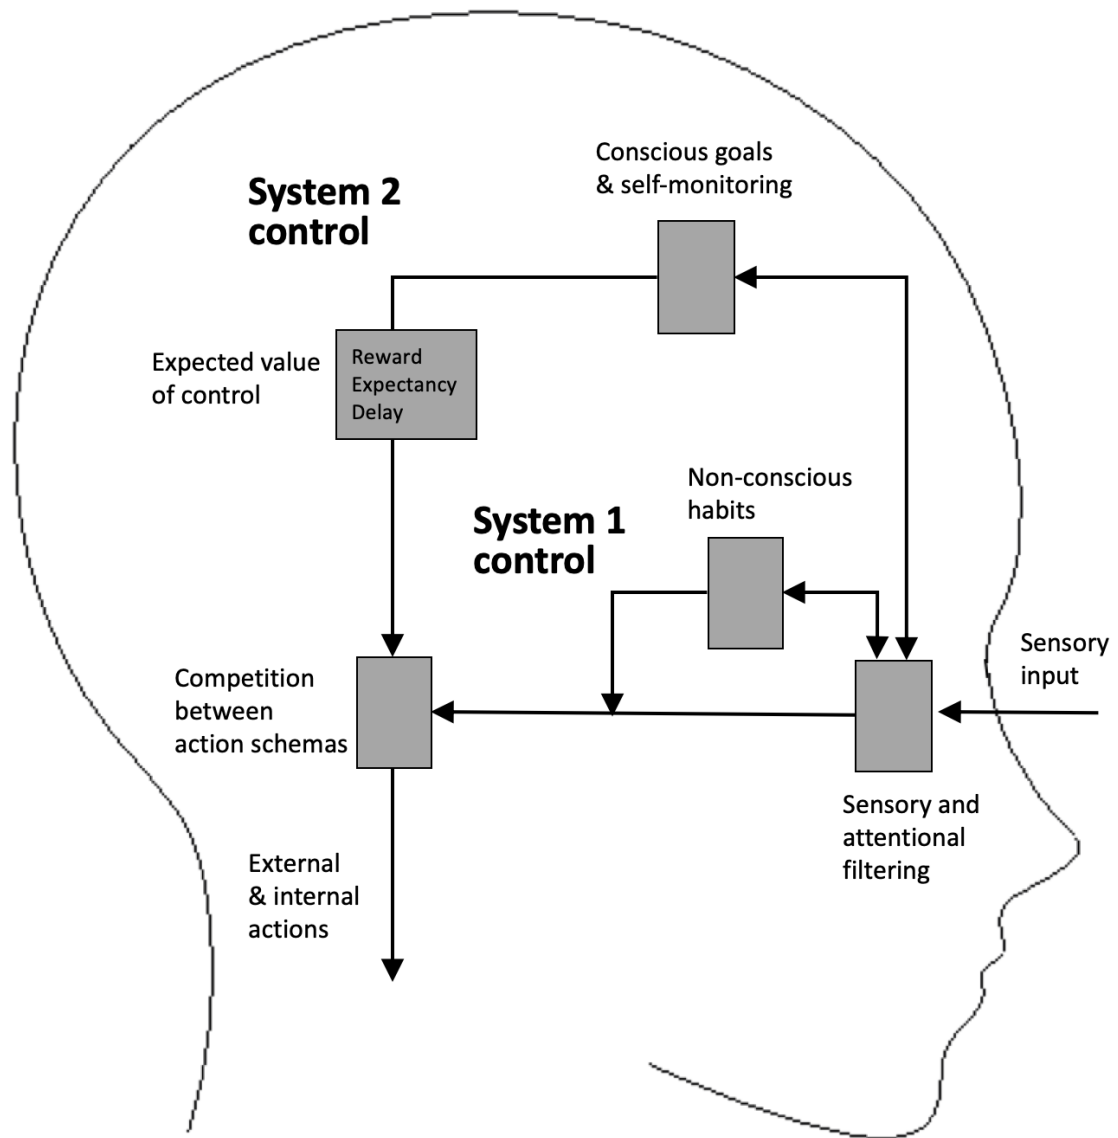 Conscious goals
& self-monitoring
System 2
control
Expected value
of control
Reward
Expectancy
Delay
Non-conscious
habits
System 1
control
Sensory
input
Competition
between
action schemas
Sensory and
attentional
filtering
External
& internal
actions